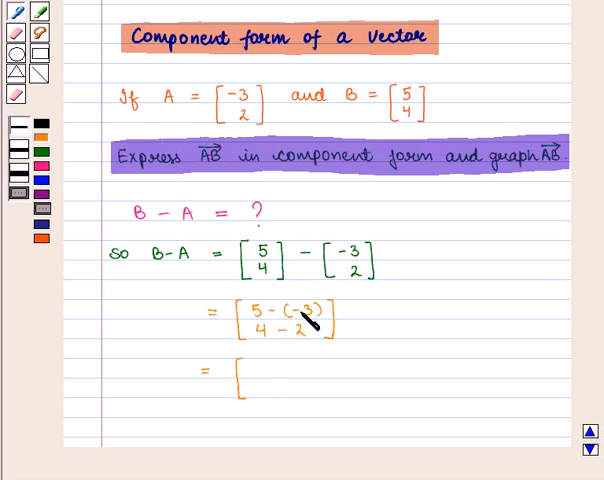 Component form of a vector
If A = [-3 2] and B = [5 4]
Express AB in component form and graph AB.
B - A = ?
So B-A = [5 4] - [-3 2]
= [5 - (-3) 4 - 2]
= [